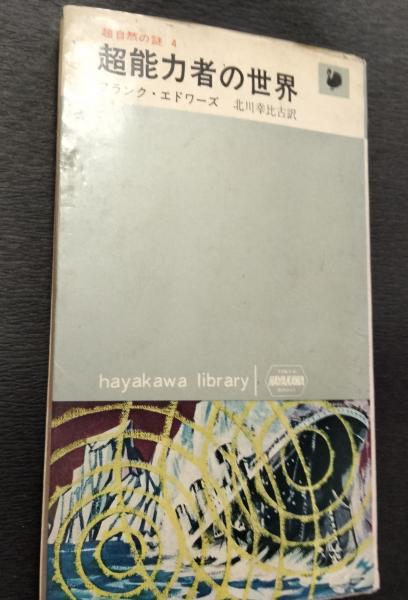 超自然の謎 4
超能力者の世界
フランク・エドワーズ 北川幸比古訳
hayakawa library
HAYAKAWA